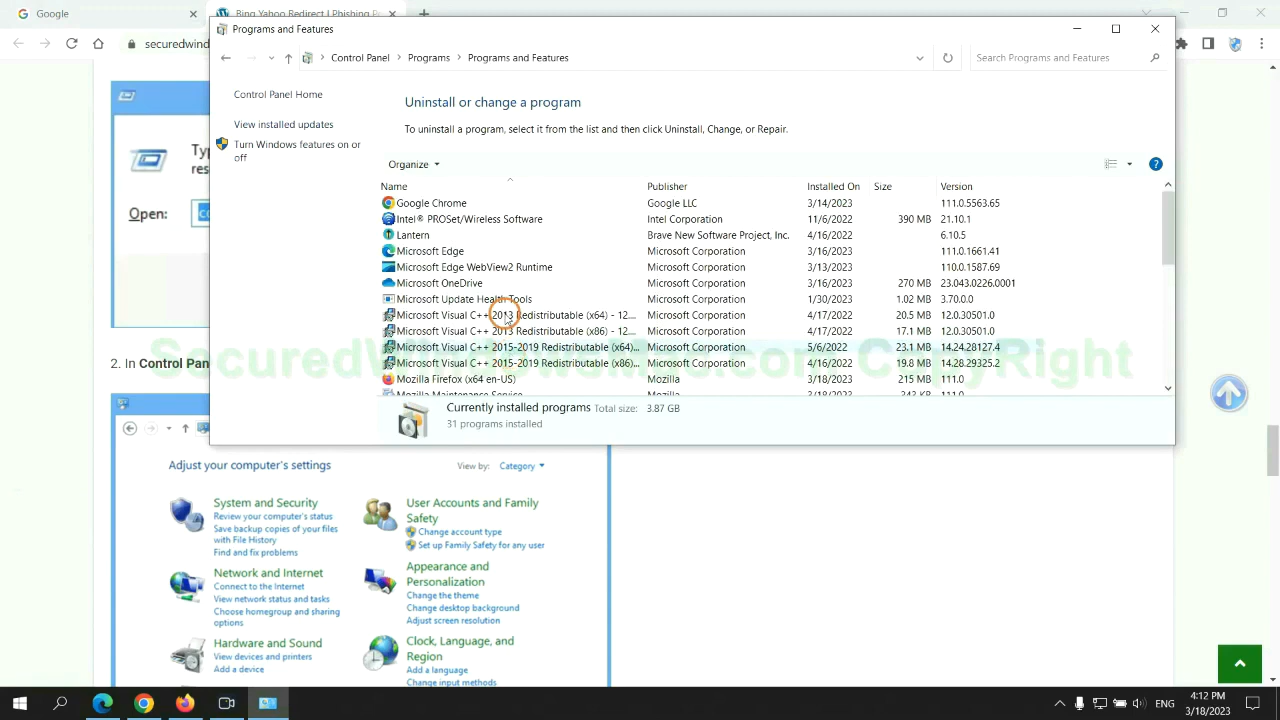 Google
Bing Yahoo Redirect | Phishing P
securedwin
Programs and Features
Control Panel
Programs
Programs and Features
Search Programs and Features
Control Panel Home
View installed updates
Turn Windows features on or
off
Uninstall or change a program
To uninstall a program, select it from the list and then click Uninstall, Change, or Repair.
Organize
Name Publisher Installed On Size Version
Google Chrome Google LLC 3/14/2023 111.0.5563.65
Intel® PROSet/Wireless Software Intel Corporation 11/6/2022 390 MB 21.10.1
Lantern Brave New Software Project, Inc. 4/16/2022 6.10.5
Microsoft Edge Microsoft Corporation 3/16/2023 111.0.1661.41
Microsoft Edge WebView2 Runtime Microsoft Corporation 3/13/2023 110.0.1587.69
Microsoft OneDrive Microsoft Corporation 3/16/2023 270 MB 23.043.0226.0001
Microsoft Update Health Tools Microsoft Corporation 1/30/2023 1.02 MB 3.70.0.0
Microsoft Visual C++ 2013 Redistributable (x64) - 12.... Microsoft Corporation 4/17/2022 20.5 MB 12.0.30501.0
Microsoft Visual C++ 2013 Redistributable (x86) - 12.... Microsoft Corporation 4/17/2022 17.1 MB 12.0.30501.0
Microsoft Visual C++ 2015-2019 Redistributable (x64)... Microsoft Corporation 5/6/2022 23.1 MB 14.24.28127.4
Microsoft Visual C++ 2015-2019 Redistributable (x86)... Microsoft Corporation 4/16/2022 19.8 MB 14.28.29325.2
Mozilla Firefox (x64 en-US) Mozilla 3/18/2023 215 MB 111.0
Mozilla Maintenance Service Mozilla 3/18/2023 343 KB 111.0
Currently installed programs Total size: 3.87 GB
31 programs installed
Ty
res
Open: co
2. In Control Pan
Adjust your computer's settings
View by: Category
System and Security
Review your computer's status
Save backup copies of your files
with File History
Find and fix problems
Network and Internet
Connect to the Internet
View network status and tasks
Choose homegroup and sharing
options
Hardware and Sound
View devices and printers
Add a device
User Accounts and Family
Safety
Change account type
Set up Family Safety for any user
Appearance and
Personalization
Change the theme
Change desktop background
Adjust screen resolution
Clock, Language, and
Region
Add a language
Change input methods
ENG
4:12 PM
3/18/2023